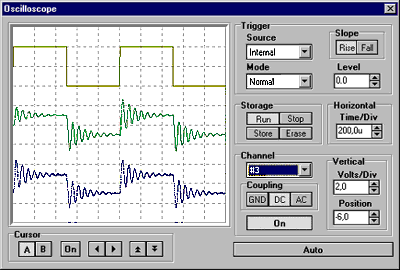 Oscilloscope
Trigger
Source
Internal
Slope
Rise Fall
Mode
Normal
Level
0.0
Storage
Run Stop
Store Erase
Horizontal
Time/Div
200,0u
Channel
#3
Coupling
GND DC AC
On
Vertical
Volts/Div
2,0
Position
-6,0
Cursor
A B On
Auto